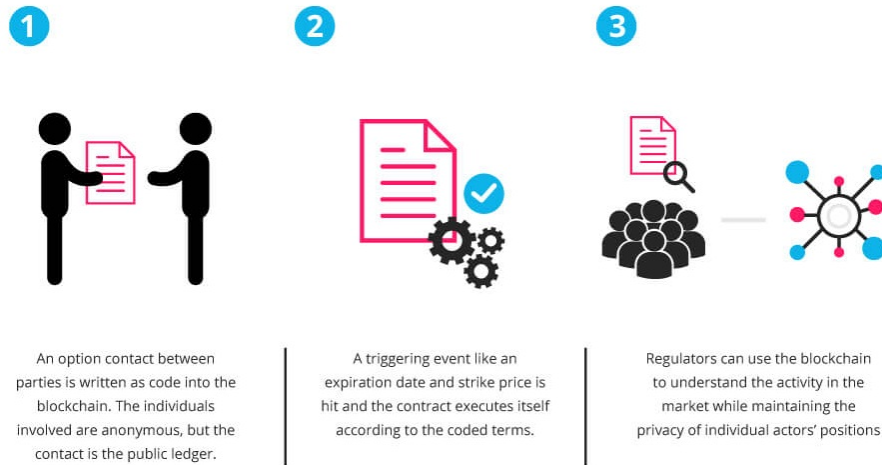 1
An option contact between
parties is written as code into the
blockchain. The individuals
involved are anonymous, but the
contact is the public ledger.
2
A triggering event like an
expiration date and strike price is
hit and the contract executes itself
according to the coded terms.
3
Regulators can use the blockchain
to understand the activity in the
market while maintaining the
privacy of individual actors' positions